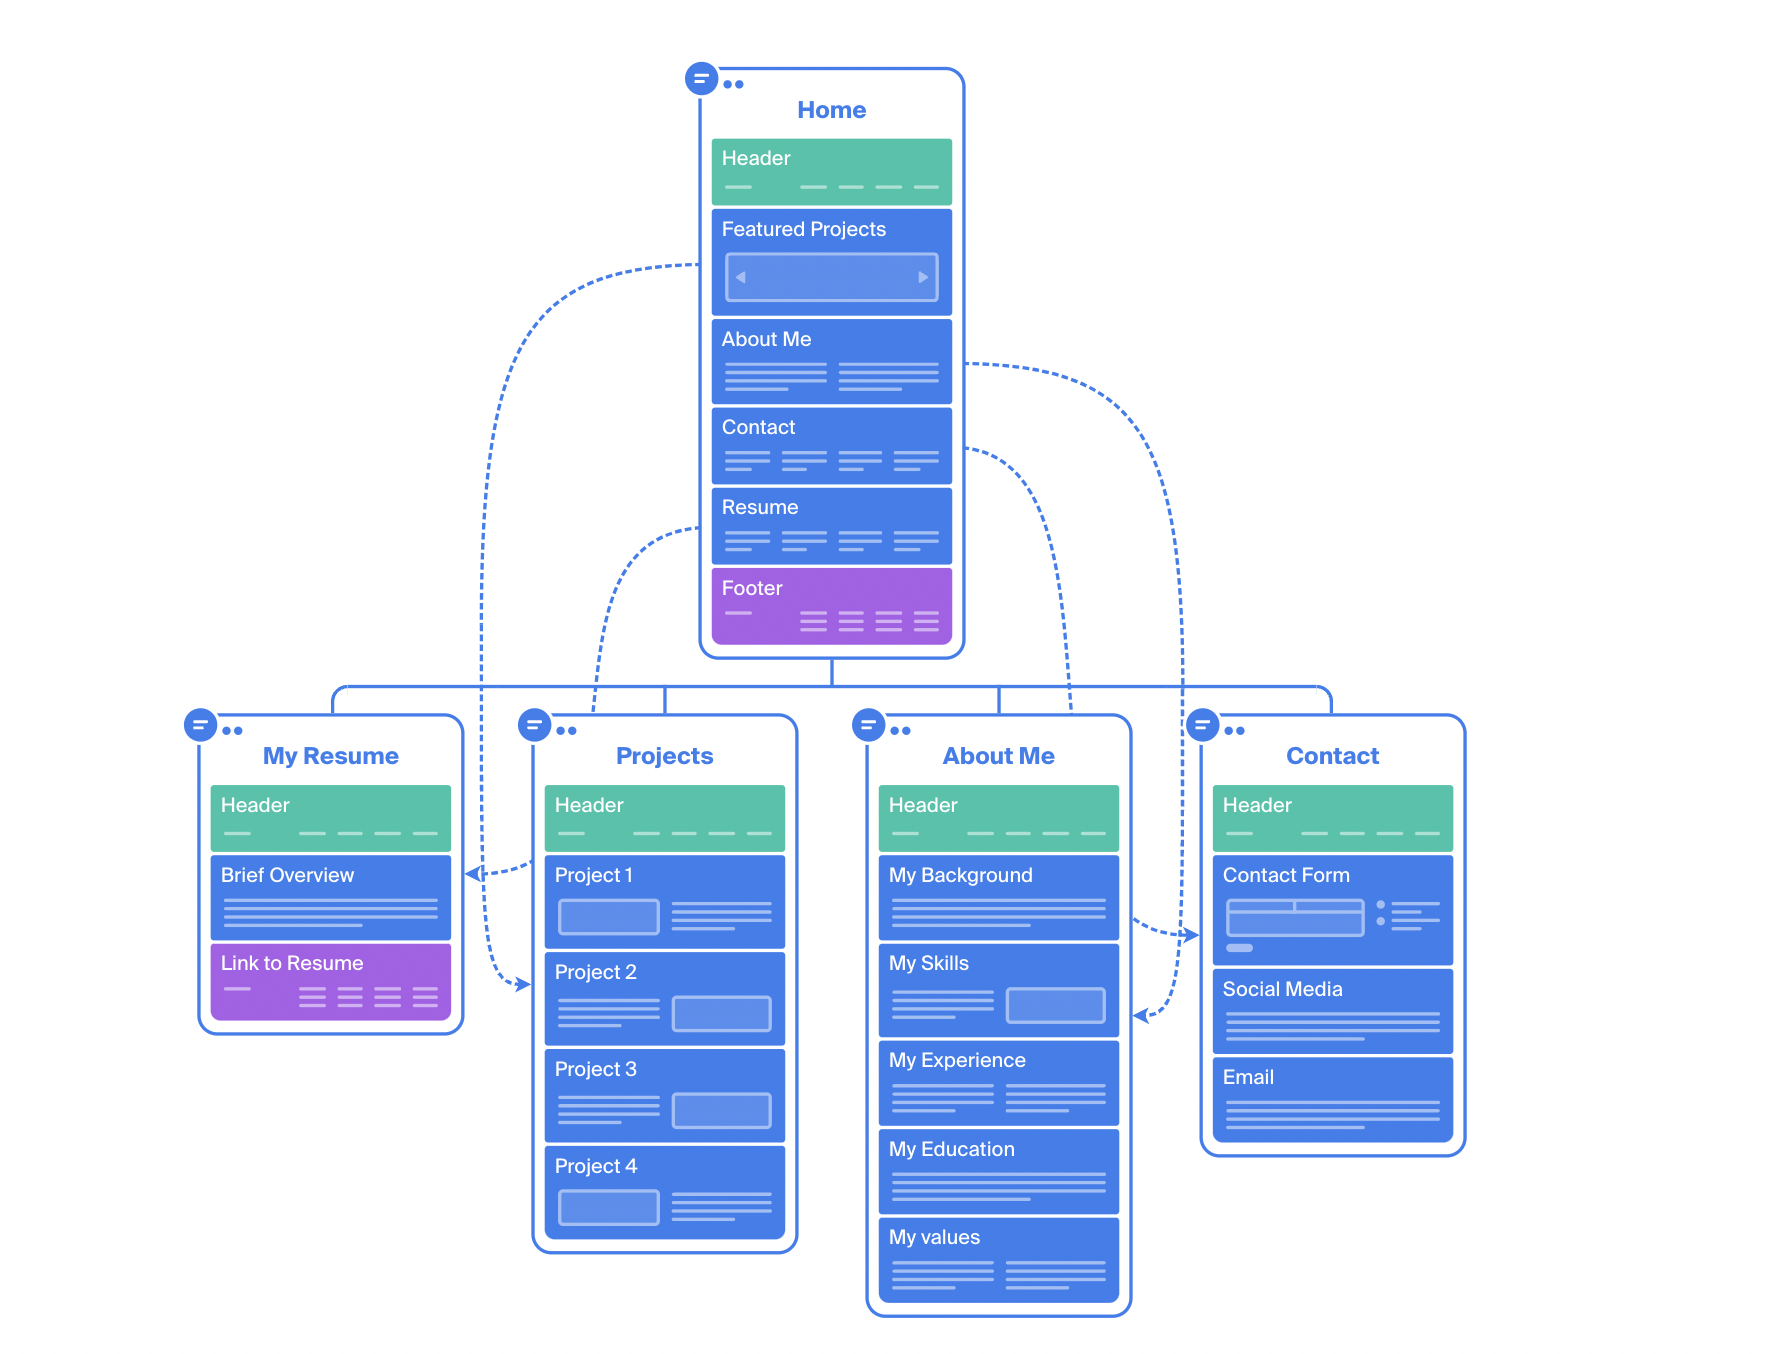 Home
Header
Featured Projects
About Me
Contact
Resume
Footer
My Resume
Header
Brief Overview
Link to Resume
Projects
Header
Project 1
Project 2
Project 3
Project 4
About Me
Header
My Background
My Skills
My Experience
My Education
My values
Contact
Header
Contact Form
Social Media
Email